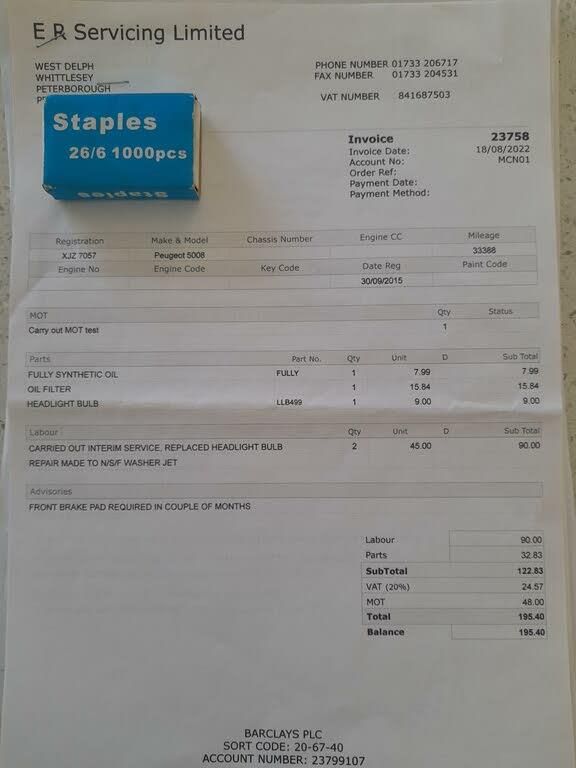 E R Servicing Limited
WEST DELPH
WHITTLESEY
PETERBOROUGH
PHONE NUMBER 01733 206717
FAX NUMBER 01733 204531
VAT NUMBER 841687503
Staples
26/6 1000pcs
Staples
Invoice 23758
Invoice Date: 18/08/2022
Account No: MCN01
Order Ref:
Payment Date:
Payment Method:
Registration Make & Model Chassis Number Engine CC Mileage
XJZ 7057 Peugeot 5008 33388
Engine No Engine Code Key Code Date Reg Paint Code
30/09/2015
MOT Qty Status
Carry out MOT test 1
Parts Part No. Qty Unit D Sub Total
FULLY SYNTHETIC OIL FULLY 1 7.99 7.99
OIL FILTER 1 15.84 15.84
HEADLIGHT BULB LLB499 1 9.00 9.00
Labour Qty Unit D Sub Total
CARRIED OUT INTERIM SERVICE, REPLACED HEADLIGHT BULB 2 45.00 90.00
REPAIR MADE TO N/S/F WASHER JET
Advisories
FRONT BRAKE PAD REQUIRED IN COUPLE OF MONTHS
Labour 90.00
Parts 32.83
SubTotal 122.83
VAT (20%) 24.57
MOT 48.00
Total 195.40
Balance 195.40
BARCLAYS PLC
SORT CODE: 20-67-40
ACCOUNT NUMBER: 23799107